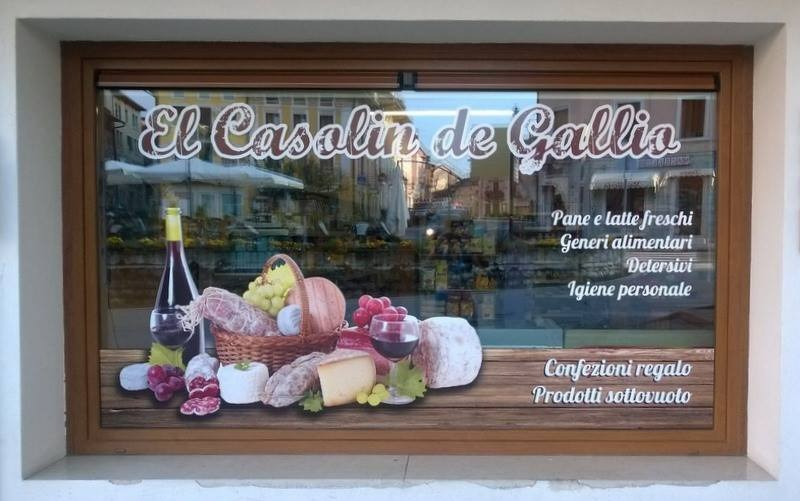 El Casolin de Gallio
Pane e latte freschi
Generi alimentari
Detersivi
Igiene personale
Confezioni regalo
Prodotti sottovuoto